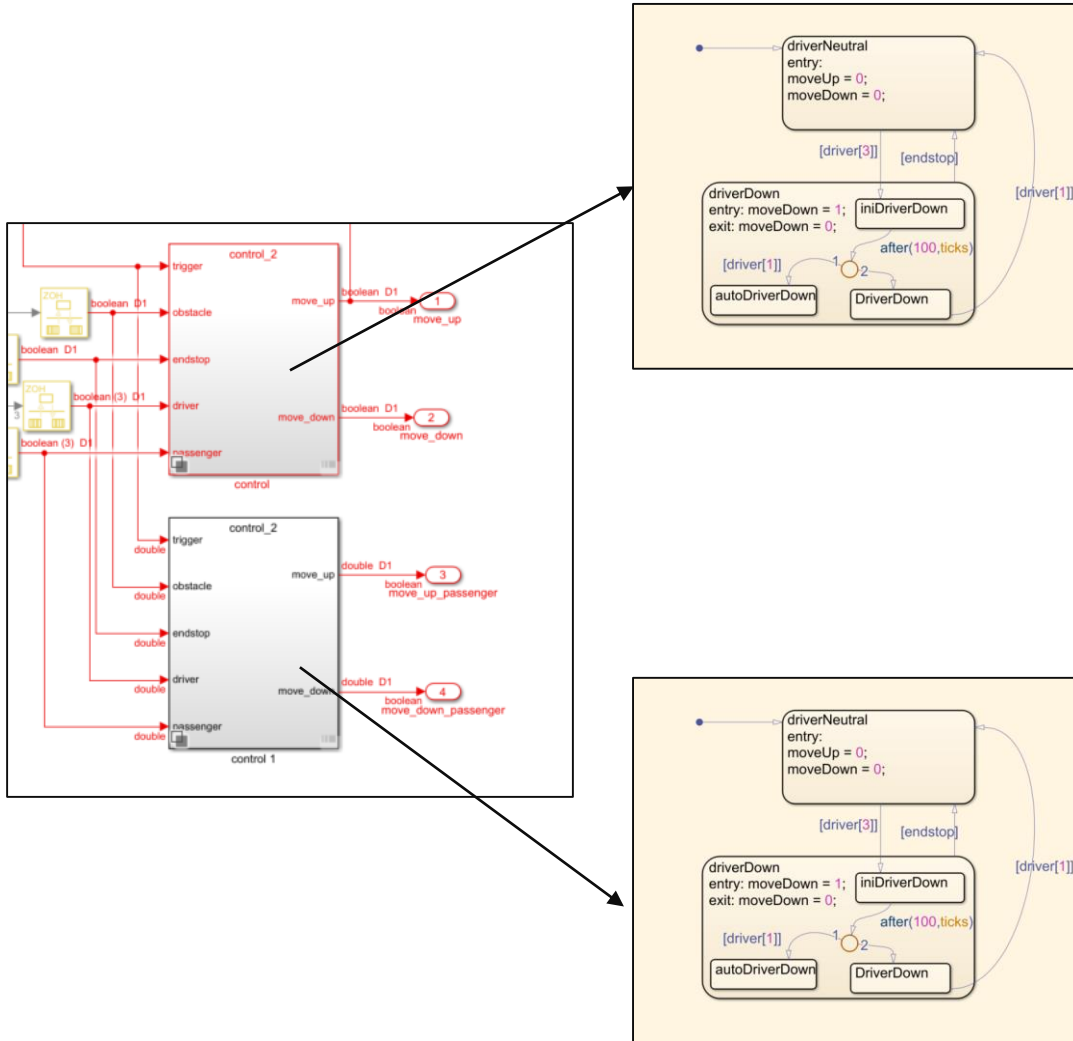 control_2
trigger
obstacle
endstop
driver
passenger
move_up
move_down
control
ZOH
boolean D1
boolean D1
ZOH
3
boolean (3) D1
boolean (3) D1
boolean D1
boolean
1
move_up
boolean D1
boolean
2
move_down
control_2
trigger
double
obstacle
double
endstop
double
driver
double
passenger
double
move_up
move_down
control 1
double D1
boolean
3
move_up_passenger
double D1
boolean
4
move_down_passenger
driverNeutral
entry:
moveUp = 0;
moveDown = 0;
[driver[3]]
[endstop]
[driver[1]]
driverDown
entry: moveDown = 1;
exit: moveDown = 0;
iniDriverDown
after(100,ticks)
[driver[1]]
1
2
autoDriverDown
DriverDown
driverNeutral
entry:
moveUp = 0;
moveDown = 0;
[driver[3]]
[endstop]
[driver[1]]
driverDown
entry: moveDown = 1;
exit: moveDown = 0;
iniDriverDown
after(100,ticks)
[driver[1]]
1
2
autoDriverDown
DriverDown